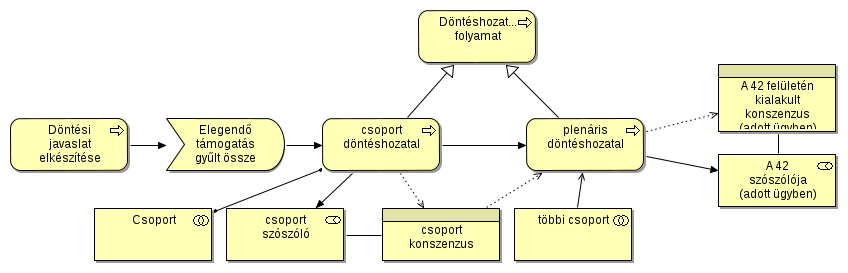 Döntéshozat...
folyamat
A 42 felületén
kialakult
konszenzus
(adott ügyben)
Döntési
javaslat
elkészítése
Elegendő
támogatás
gyűlt össze
csoport
döntéshozatal
plenáris
döntéshozatal
A 42
szószólója
(adott ügyben)
Csoport
csoport
szószóló
csoport
konszenzus
többi csoport